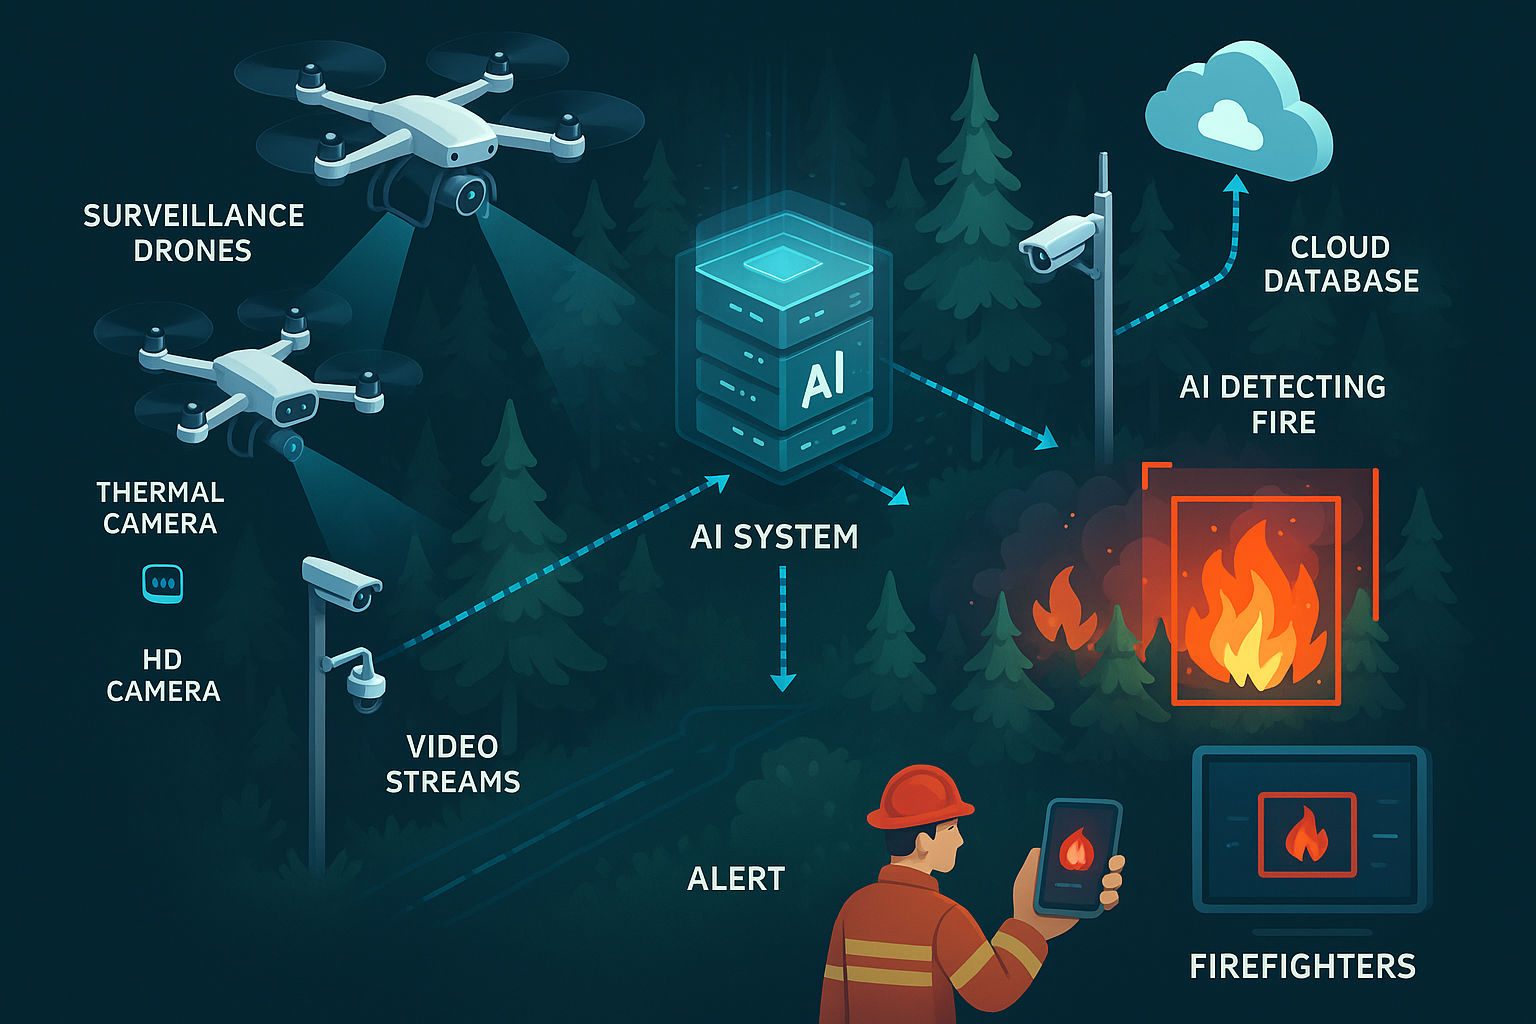 SURVEILLANCE
DRONES
THERMAL
CAMERA
HD
CAMERA
VIDEO
STREAMS
AI
AI SYSTEM
ALERT
CLOUD
DATABASE
AI DETECTING
FIRE
FIREFIGHTERS